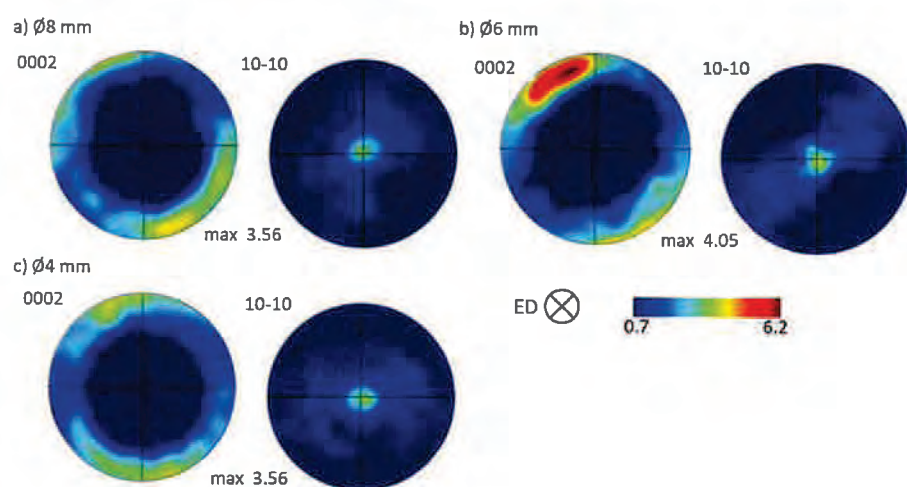 a) Ø8 mm
0002
10-10
max 3.56
b) Ø6 mm
0002
10-10
max 4.05
c) Ø4 mm
0002
10-10
max 3.56
ED
0.7
6.2